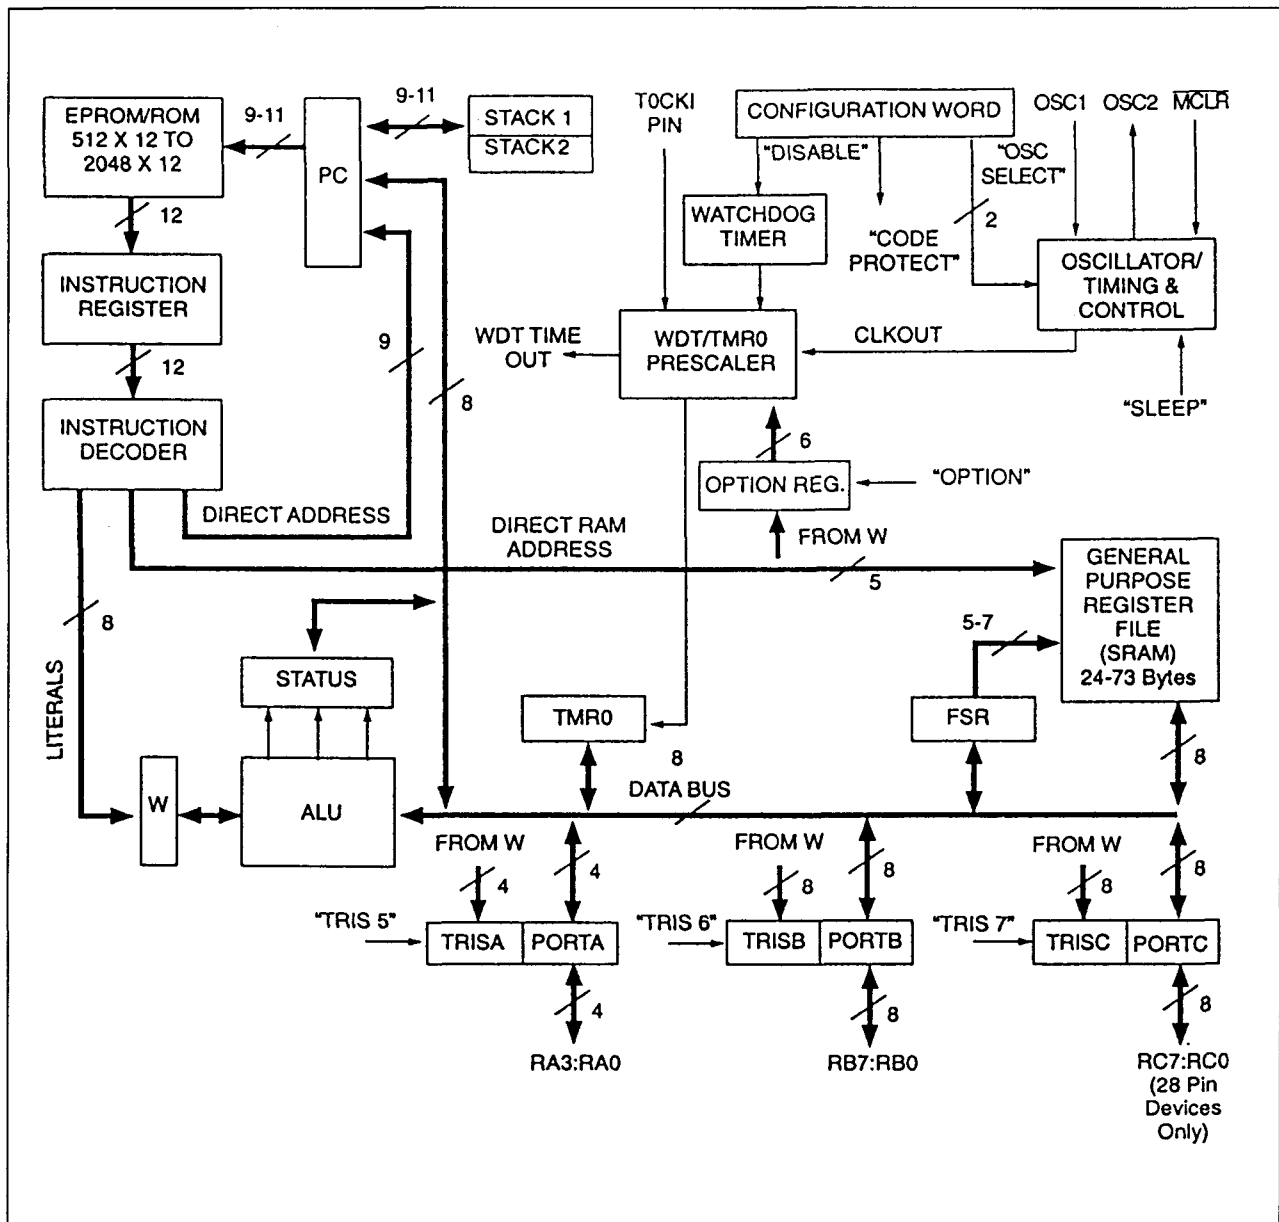 EPROM/ROM
512 X 12 TO
2048 X 12
9-11
PC
9-11
STACK 1
STACK2
T0CKI
PIN
CONFIGURATION WORD
"DISABLE"
"OSC
SELECT"
OSC1
OSC2
MCLR
12
WATCHDOG
TIMER
"CODE
PROTECT"
2
INSTRUCTION
REGISTER
OSCILLATOR/
TIMING &
CONTROL
12
9
8
WDT TIME
OUT
WDT/TMR0
PRESCALER
CLKOUT
"SLEEP"
INSTRUCTION
DECODER
6
OPTION REG.
"OPTION"
DIRECT ADDRESS
DIRECT RAM
ADDRESS
FROM W
5
GENERAL
PURPOSE
REGISTER
FILE
(SRAM)
24-73 Bytes
8
LITERALS
5-7
STATUS
TMR0
FSR
8
8
DATA BUS
W
ALU
FROM W
4
4
FROM W
8
8
FROM W
8
8
"TRIS 5"
TRISA
PORTA
"TRIS 6"
TRISB
PORTB
"TRIS 7"
TRISC
PORTC
4
8
8
RA3:RA0
RB7:RB0
RC7:RC0
(28 Pin
Devices
Only)